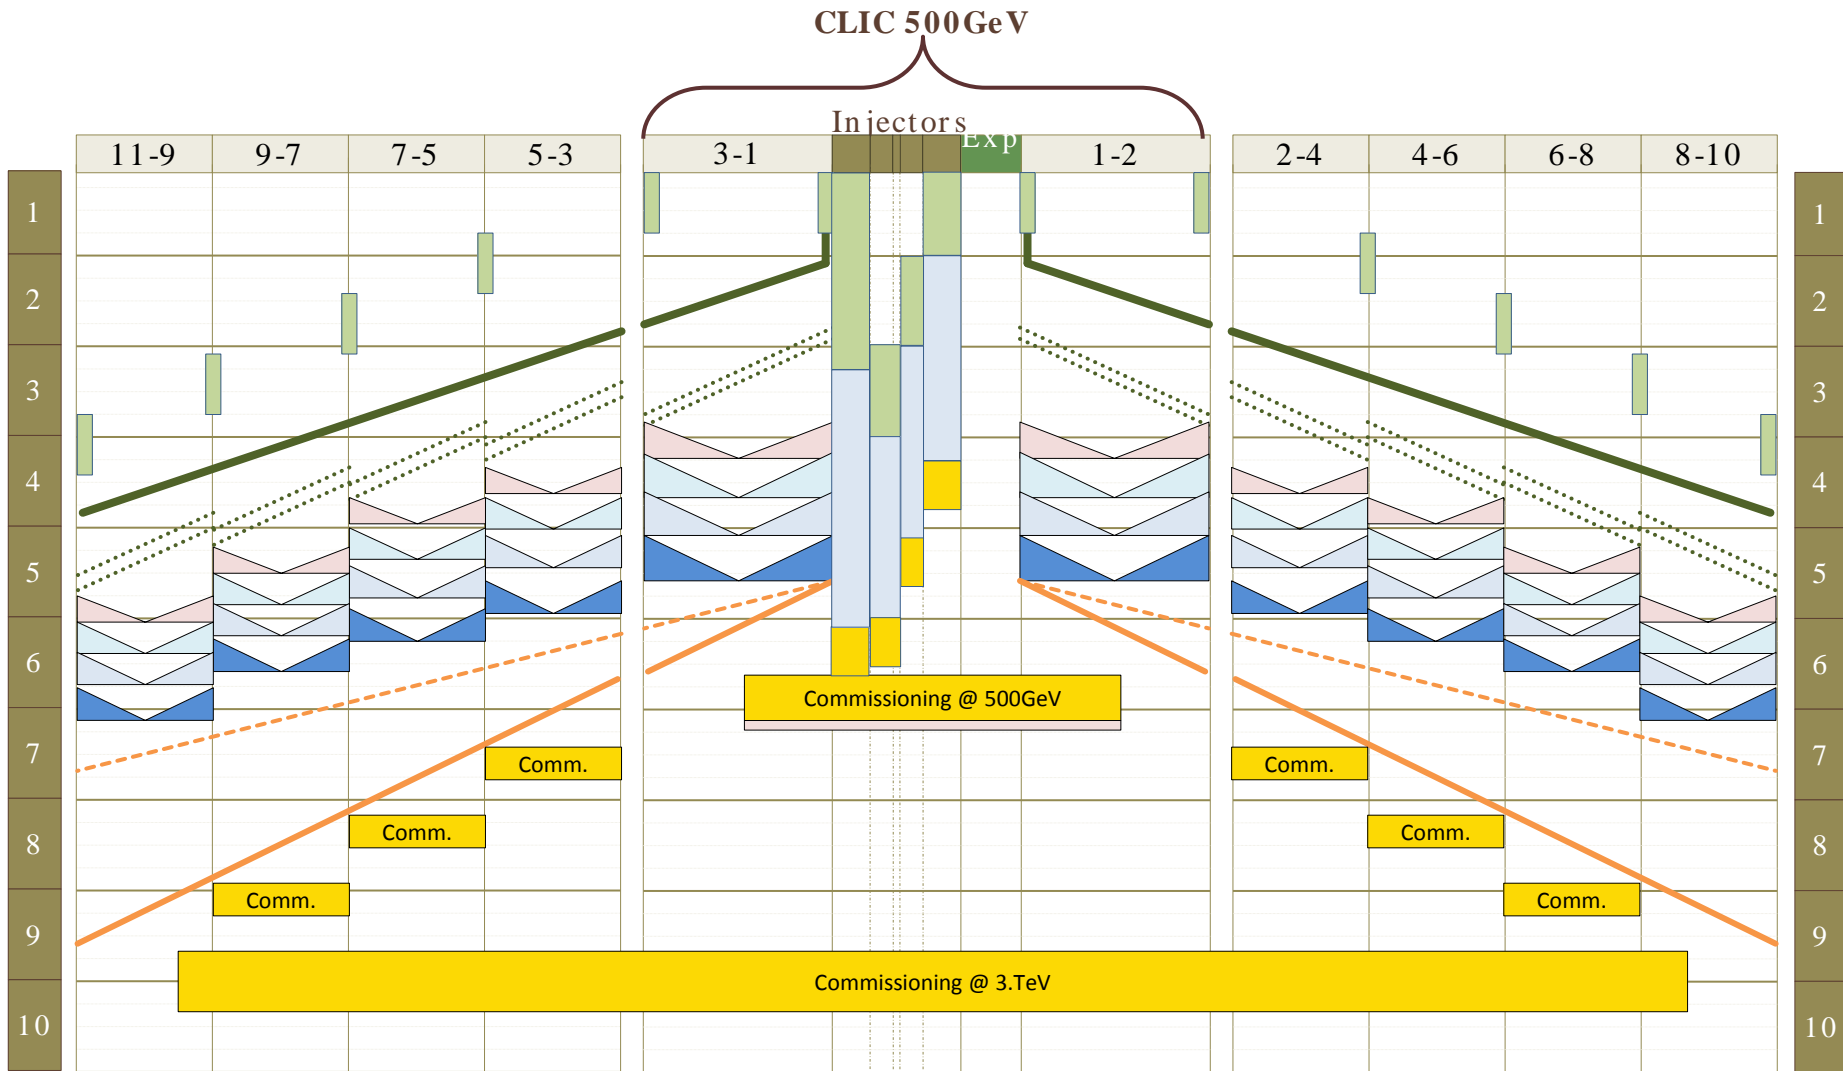 CLIC 500GeV
Injectors
Exp
11-9 9-7 7-5 5-3 3-1 1-2 2-4 4-6 6-8 8-10
1 1
2 2
3 3
4 4
5 5
6 6
Commissioning @ 500GeV
7 Comm. Comm. 7
8 Comm. Comm. 8
Comm. Comm.
9 9
Commissioning @ 3.TeV
10 10